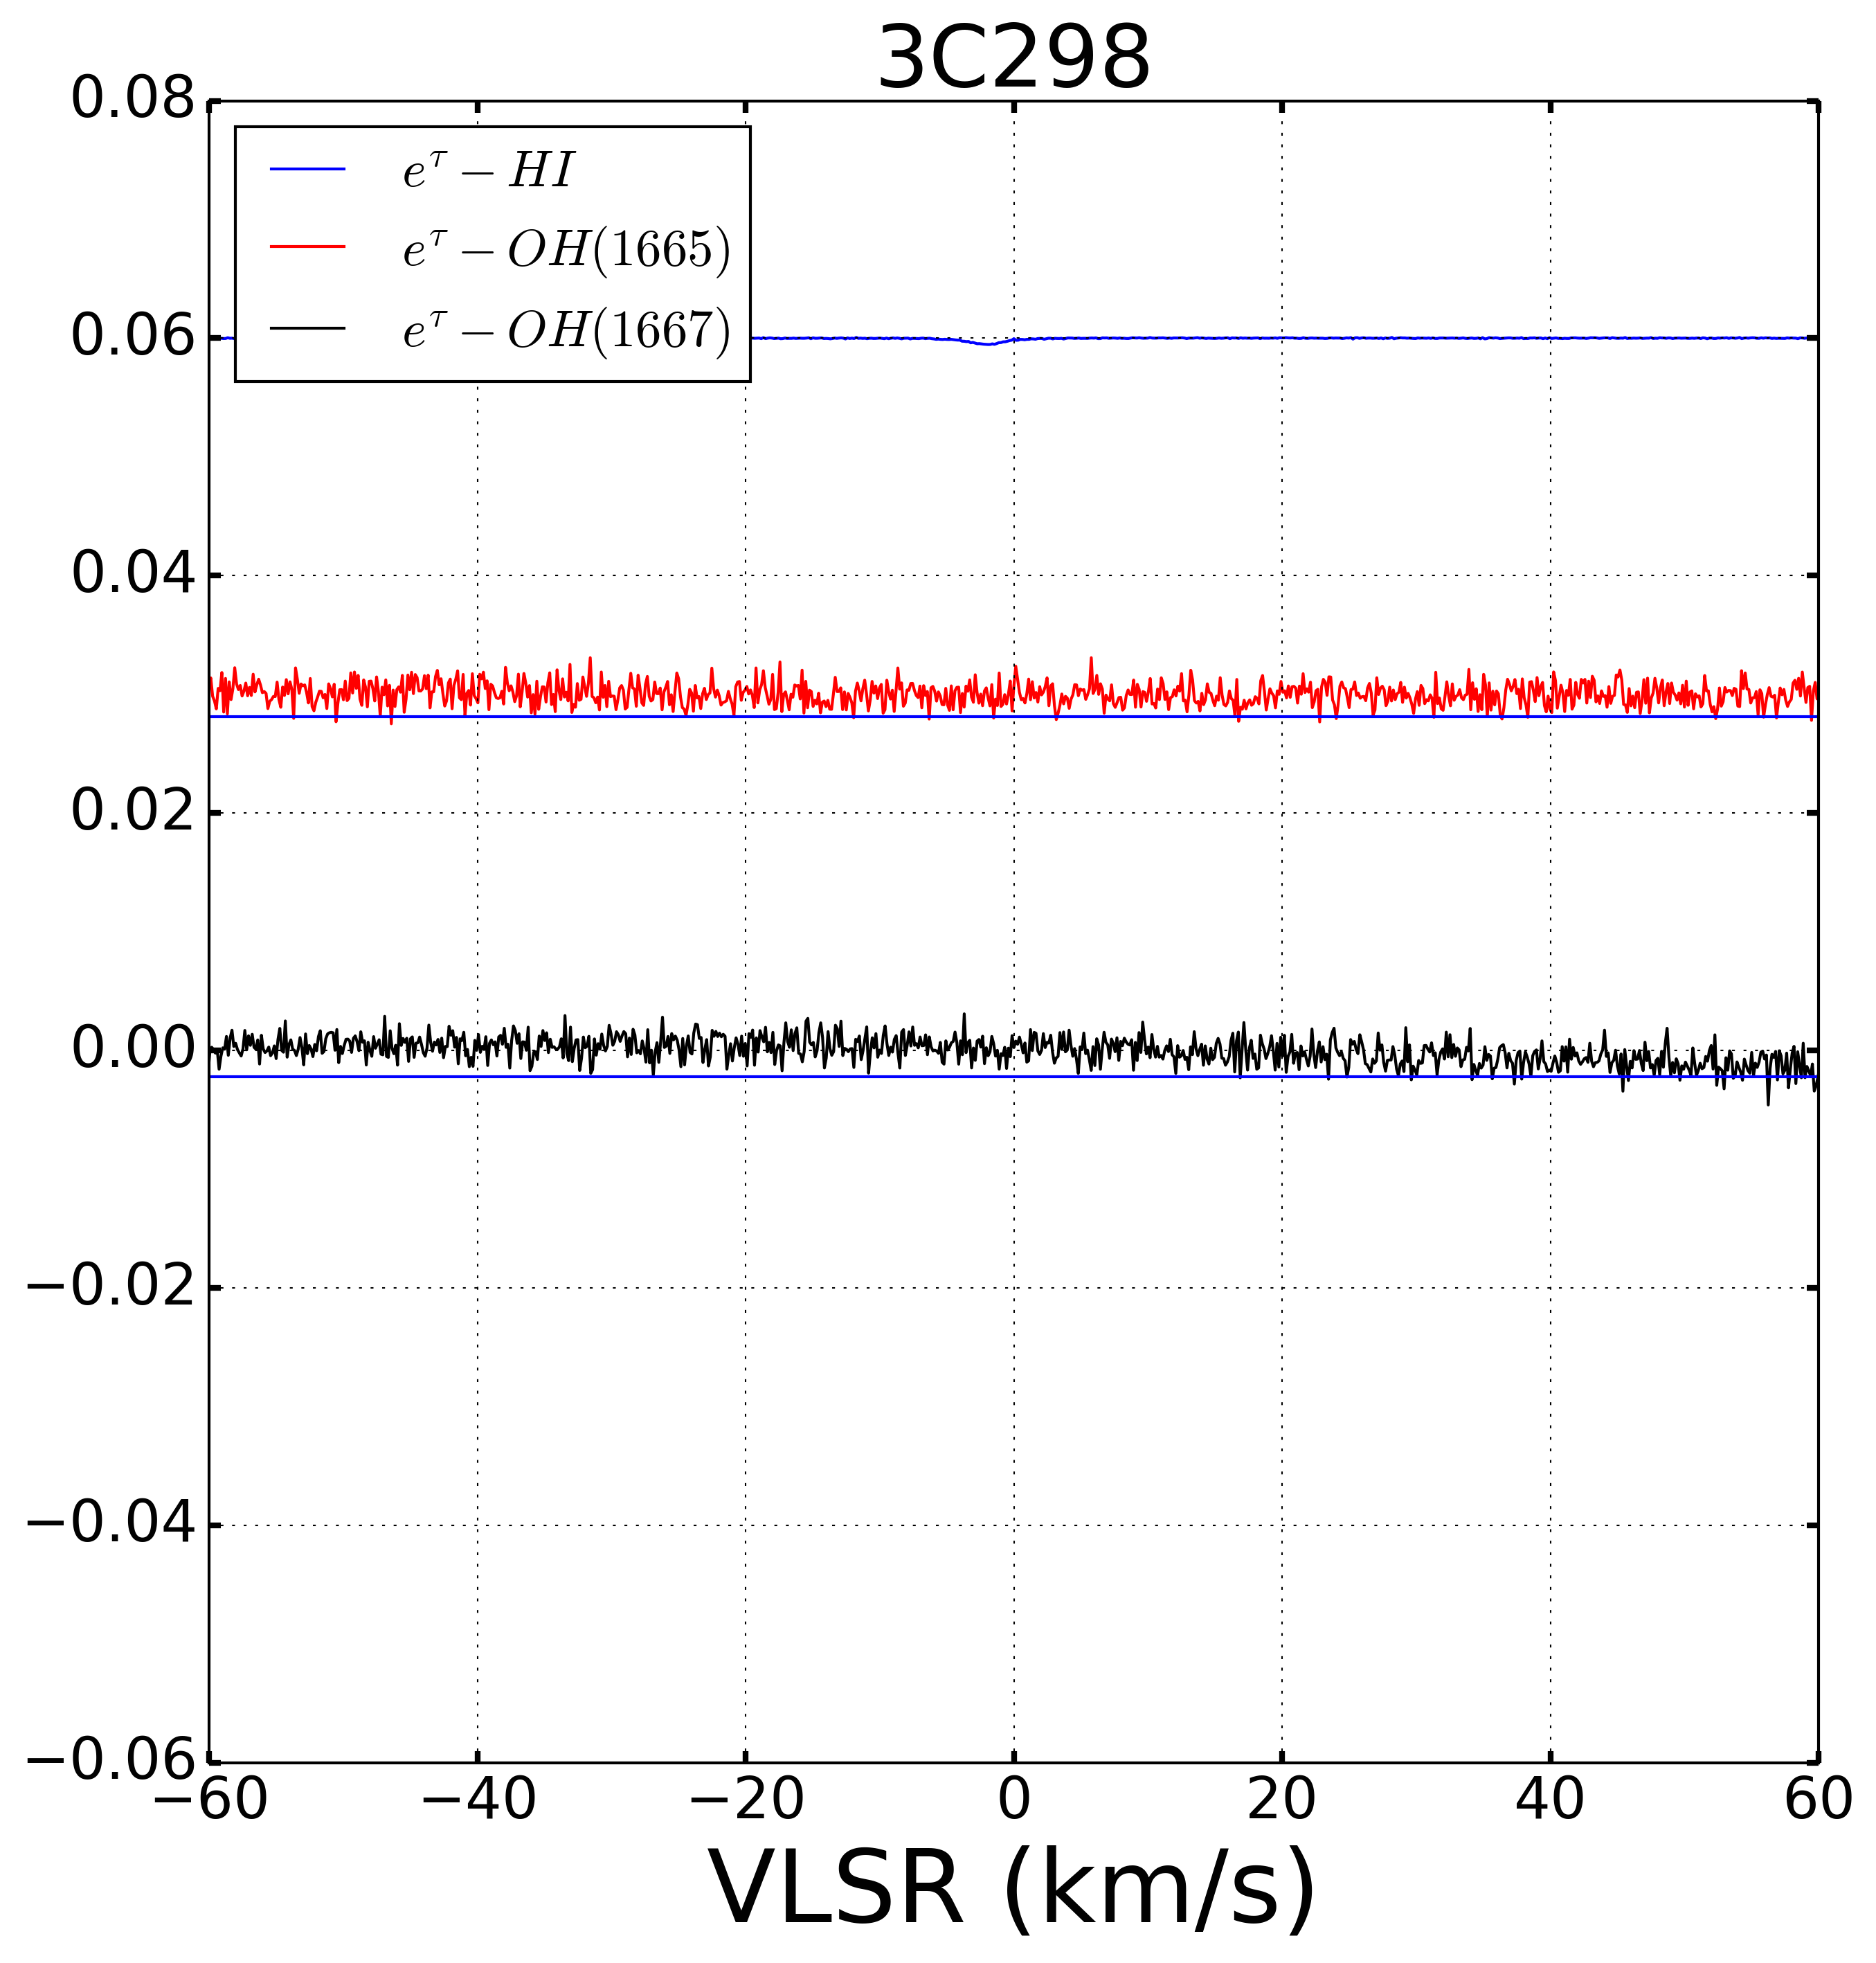 3C298
0.08
0.06
0.04
0.02
0.00
−0.02
−0.04
−0.06
e^τ − HI
e^τ − OH(1665)
e^τ − OH(1667)
−60 −40 −20 0 20 40 60
VLSR (km/s)